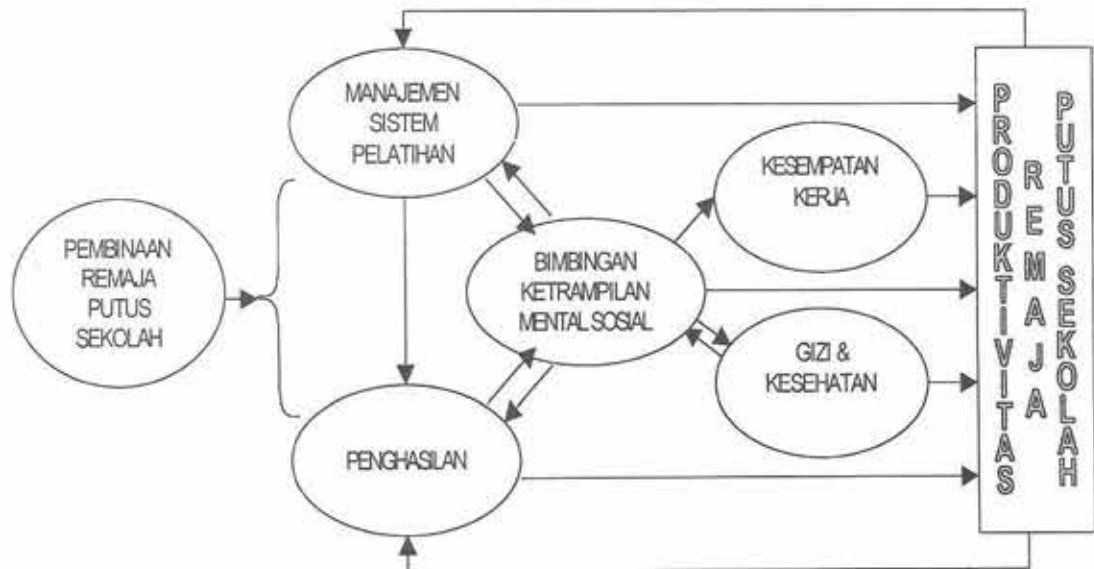 MANAJEMEN
SISTEM
PELATIHAN
PEMBINAAN
REMAJA
PUTUS
SEKOLAH
BIMBINGAN
KETRAMPILAN
MENTAL SOSIAL
PENGHASILAN
KESEMPATAN
KERJA
GIZI &
KESEHATAN
PRODUKTIVITAS
REMAJA
PUTUS SEKOLAH